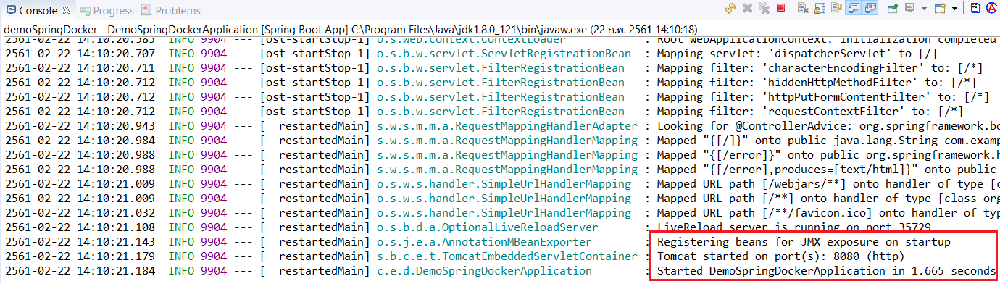 Console Progress Problems
demoSpringDocker - DemoSpringDockerApplication [Spring Boot App] C:\Program Files\Java\jdk1.8.0_121\bin\javaw.exe (22 ก.พ. 2561 14:10:18)
2561-02-22 14:10:20.585 INFO 9904 --- [ost-startStop-1] o.s.web.context.ContextLoader : Root WebApplicationContext: initialization completed
2561-02-22 14:10:20.707 INFO 9904 --- [ost-startStop-1] o.s.b.w.servlet.ServletRegistrationBean : Mapping servlet: 'dispatcherServlet' to [/]
2561-02-22 14:10:20.711 INFO 9904 --- [ost-startStop-1] o.s.b.w.servlet.FilterRegistrationBean : Mapping filter: 'characterEncodingFilter' to: [/*]
2561-02-22 14:10:20.712 INFO 9904 --- [ost-startStop-1] o.s.b.w.servlet.FilterRegistrationBean : Mapping filter: 'hiddenHttpMethodFilter' to: [/*]
2561-02-22 14:10:20.712 INFO 9904 --- [ost-startStop-1] o.s.b.w.servlet.FilterRegistrationBean : Mapping filter: 'httpPutFormContentFilter' to: [/*]
2561-02-22 14:10:20.712 INFO 9904 --- [ost-startStop-1] o.s.b.w.servlet.FilterRegistrationBean : Mapping filter: 'requestContextFilter' to: [/*]
2561-02-22 14:10:20.943 INFO 9904 --- [ restartedMain] s.w.s.m.m.a.RequestMappingHandlerAdapter : Looking for @ControllerAdvice: org.springframework.bo
2561-02-22 14:10:20.984 INFO 9904 --- [ restartedMain] s.w.s.m.m.a.RequestMappingHandlerMapping : Mapped "{[/]}" onto public java.lang.String com.examp
2561-02-22 14:10:20.988 INFO 9904 --- [ restartedMain] s.w.s.m.m.a.RequestMappingHandlerMapping : Mapped "{[/error]}" onto public org.springframework.h
2561-02-22 14:10:20.988 INFO 9904 --- [ restartedMain] s.w.s.m.m.a.RequestMappingHandlerMapping : Mapped "{[/error],produces=[text/html]}" onto public
2561-02-22 14:10:21.009 INFO 9904 --- [ restartedMain] o.s.w.s.handler.SimpleUrlHandlerMapping : Mapped URL path [/webjars/**] onto handler of type [c
2561-02-22 14:10:21.009 INFO 9904 --- [ restartedMain] o.s.w.s.handler.SimpleUrlHandlerMapping : Mapped URL path [/**] onto handler of type [class org
2561-02-22 14:10:21.032 INFO 9904 --- [ restartedMain] o.s.w.s.handler.SimpleUrlHandlerMapping : Mapped URL path [/**/favicon.ico] onto handler of typ
2561-02-22 14:10:21.108 INFO 9904 --- [ restartedMain] o.s.b.d.a.OptionalLiveReloadServer : LiveReload server is running on port 35729
2561-02-22 14:10:21.143 INFO 9904 --- [ restartedMain] o.s.j.e.a.AnnotationMBeanExporter : Registering beans for JMX exposure on startup
2561-02-22 14:10:21.179 INFO 9904 --- [ restartedMain] s.b.c.e.t.TomcatEmbeddedServletContainer : Tomcat started on port(s): 8080 (http)
2561-02-22 14:10:21.184 INFO 9904 --- [ restartedMain] c.e.d.DemoSpringDockerApplication : Started DemoSpringDockerApplication in 1.665 seconds